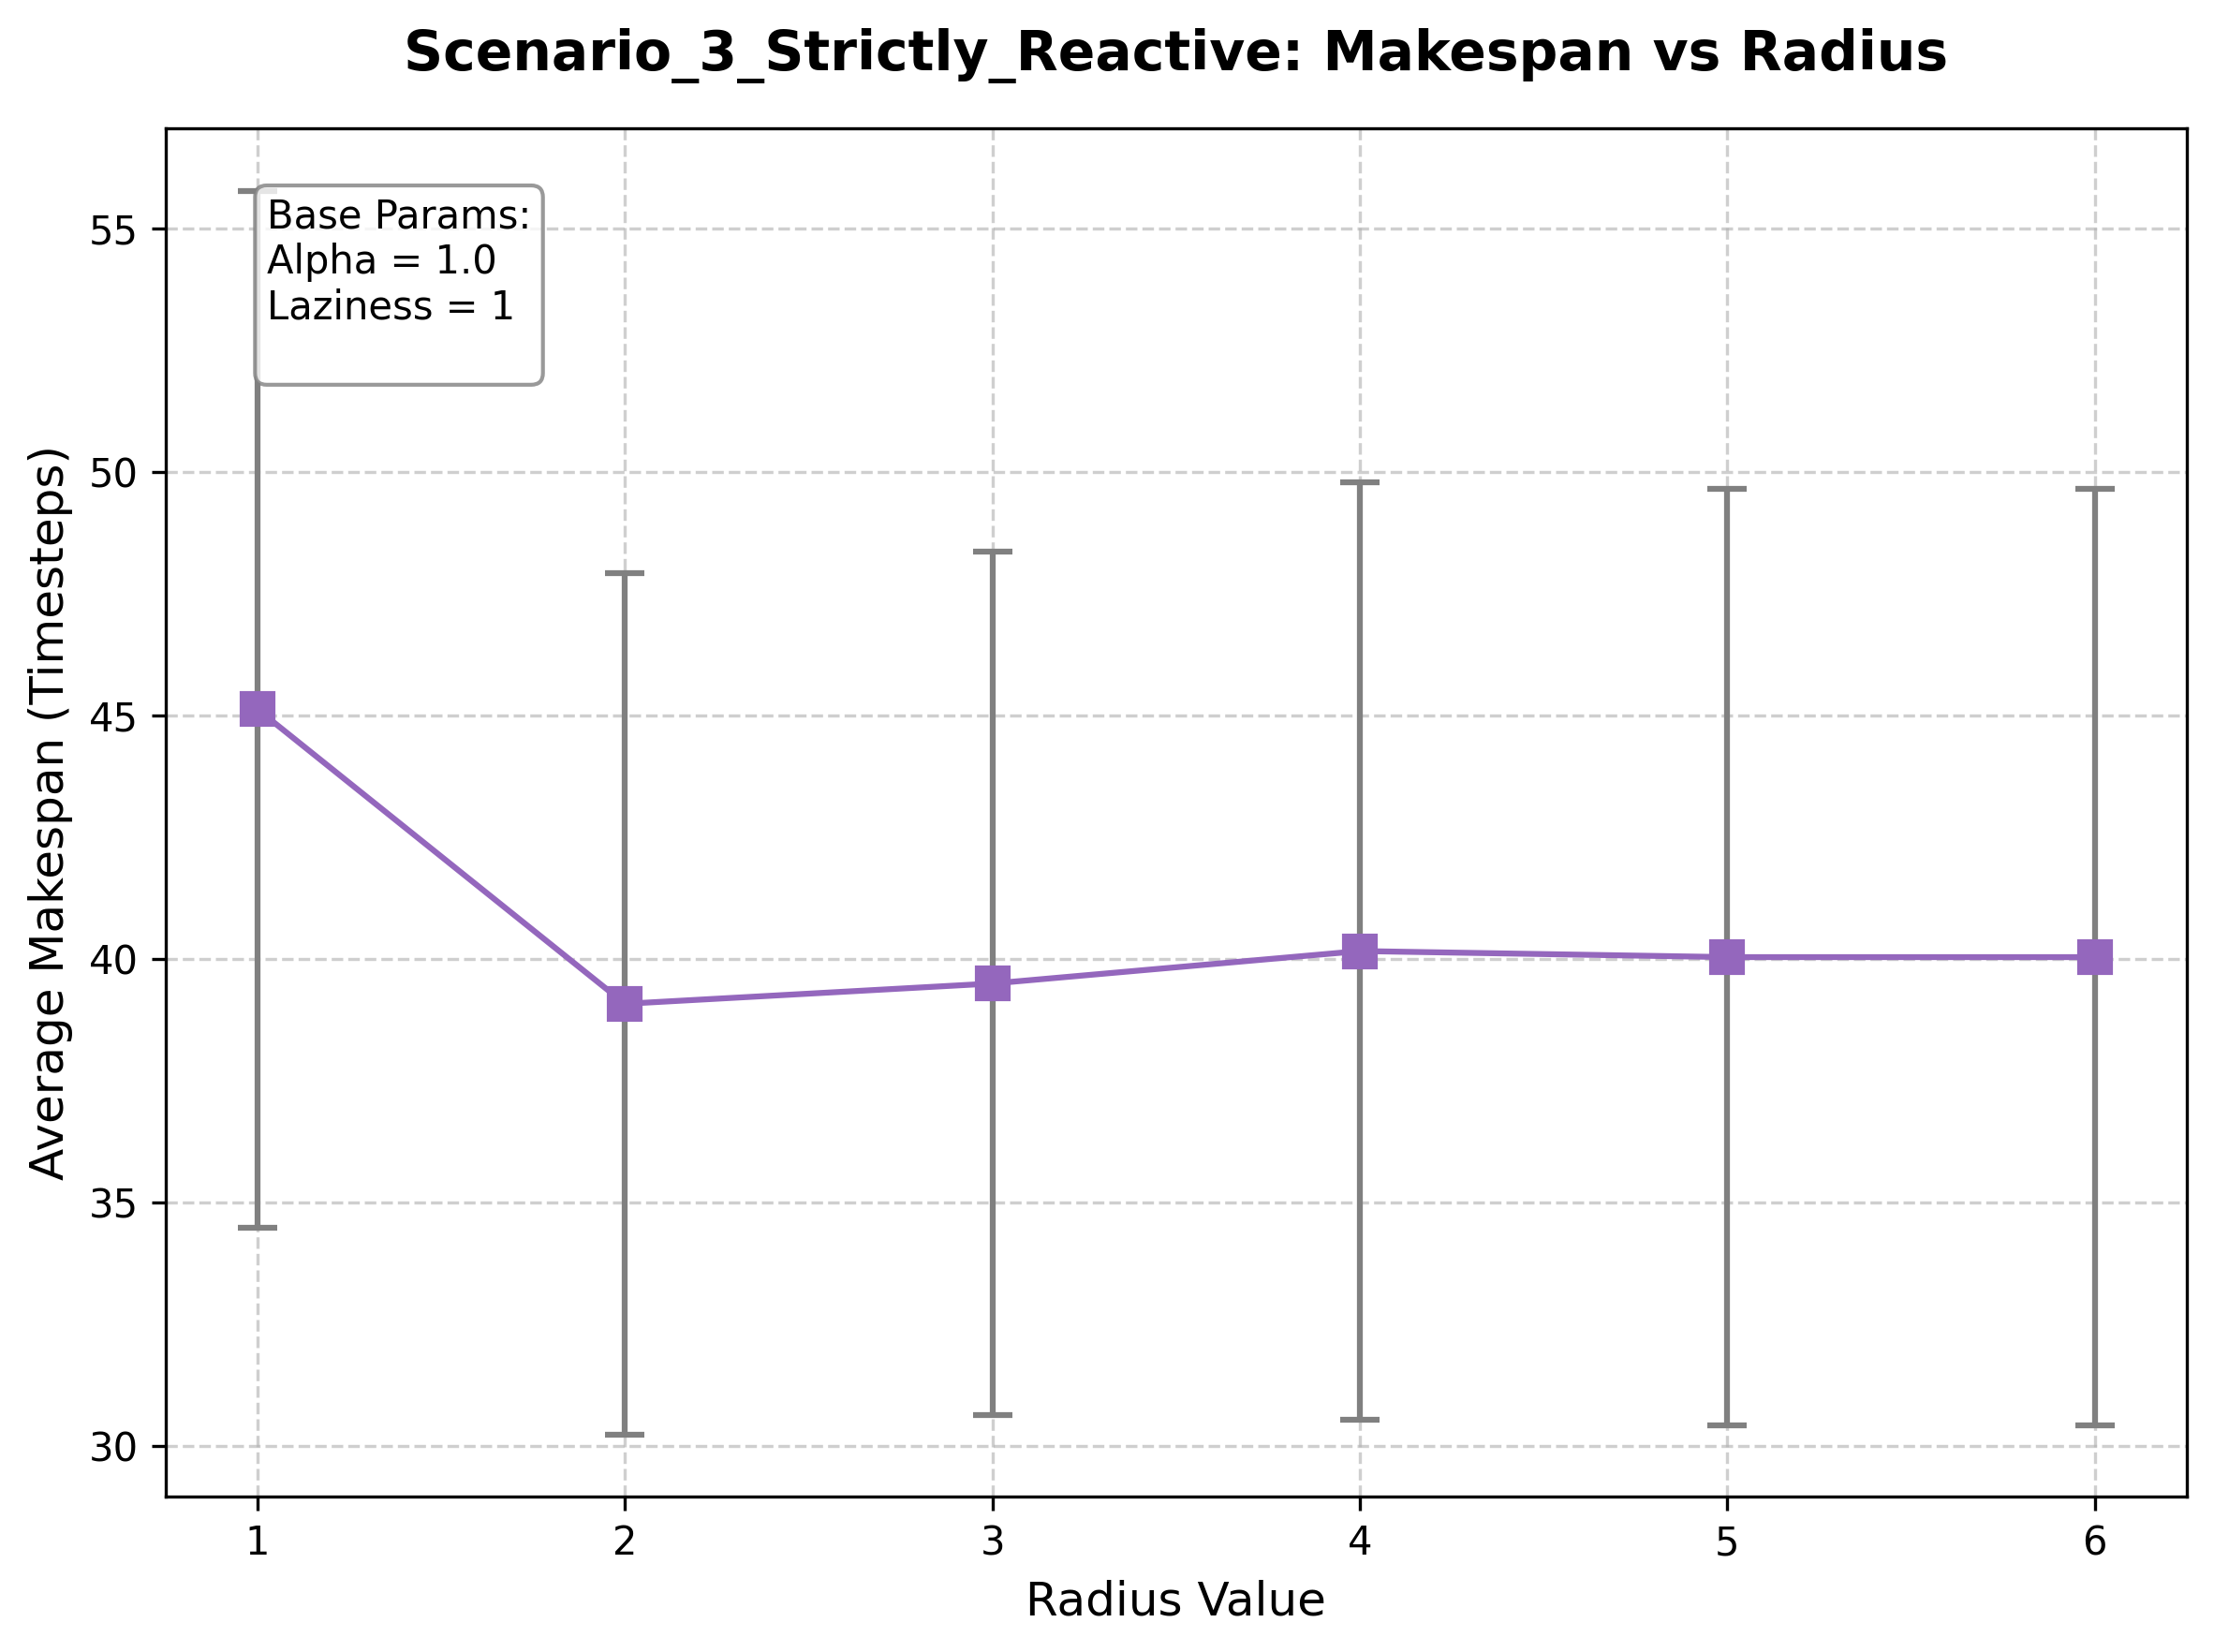 Scenario_3_Strictly_Reactive: Makespan vs Radius
Base Params:
Alpha = 1.0
Laziness = 1
Average Makespan (Timesteps)
55
50
45
40
35
30
1 2 3 4 5 6
Radius Value